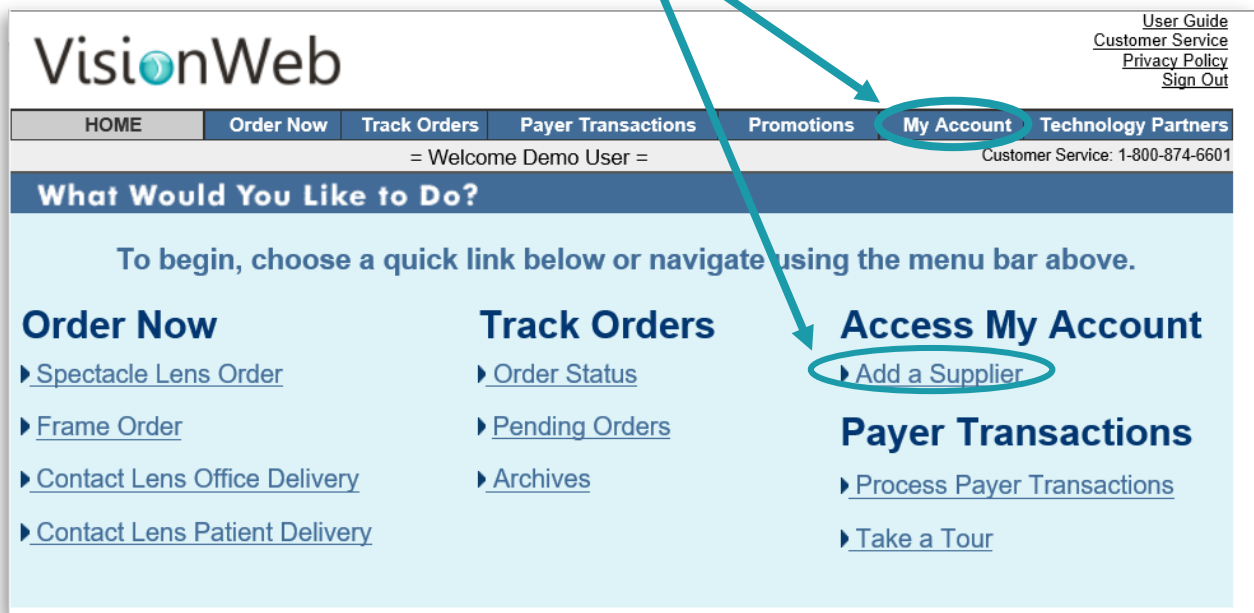 User Guide
Customer Service
Privacy Policy
Sign Out
VisionWeb
HOME Order Now Track Orders Payer Transactions Promotions My Account Technology Partners
= Welcome Demo User = Customer Service: 1-800-874-6601
What Would You Like to Do?
To begin, choose a quick link below or navigate using the menu bar above.
Order Now Track Orders Access My Account
Spectacle Lens Order Order Status Add a Supplier
Frame Order Pending Orders Payer Transactions
Contact Lens Office Delivery Archives Process Payer Transactions
Contact Lens Patient Delivery Take a Tour